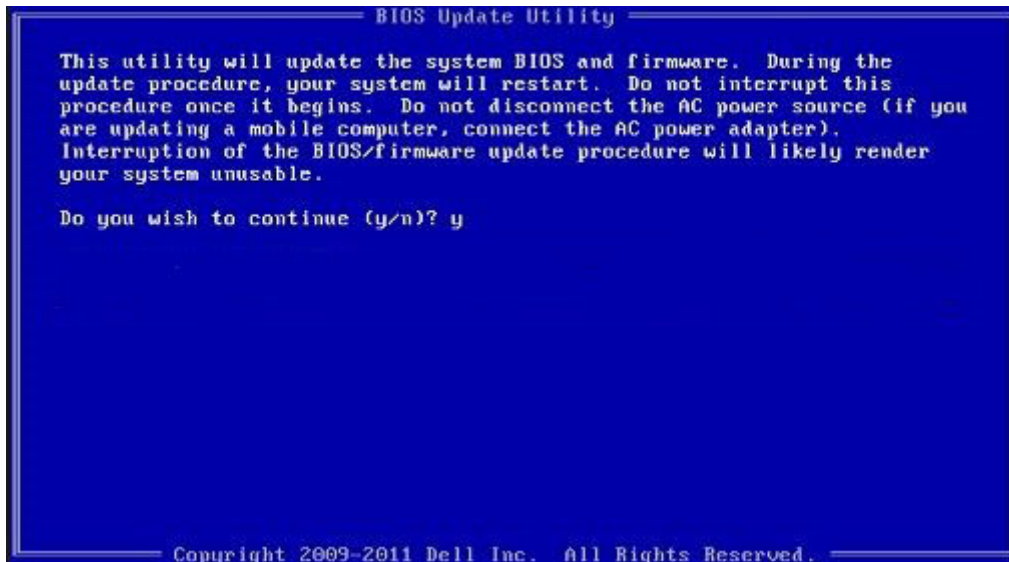 BIOS Update Utility
This utility will update the system BIOS and firmware. During the
update procedure, your system will restart. Do not interrupt this
procedure once it begins. Do not disconnect the AC power source (if you
are updating a mobile computer, connect the AC power adapter).
Interruption of the BIOS/firmware update procedure will likely render
your system unusable.
Do you wish to continue (y/n)? y
Copyright 2009-2011 Dell Inc. All Rights Reserved.